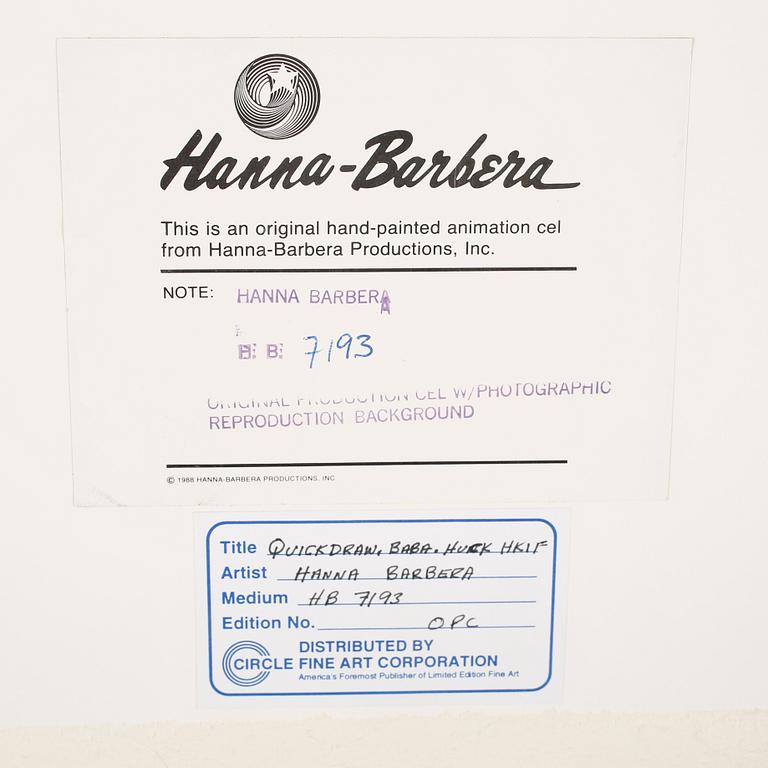 Hanna-Barbera
This is an original hand-painted animation cel
from Hanna-Barbera Productions, Inc.
NOTE: HANNA BARBERA
H. B. 7193
ORIGINAL PRODUCTION CEL W/PHOTOGRAPHIC
REPRODUCTION BACKGROUND
© 1988 HANNA-BARBERA PRODUCTIONS, INC
Title QUICKDRAW, BABA. HUCK
Artist HANNA BARBERA
Medium HB 7193
Edition No. OPC
DISTRIBUTED BY
CIRCLE FINE ART CORPORATION
America's Foremost Publisher of Limited Edition Fine Art